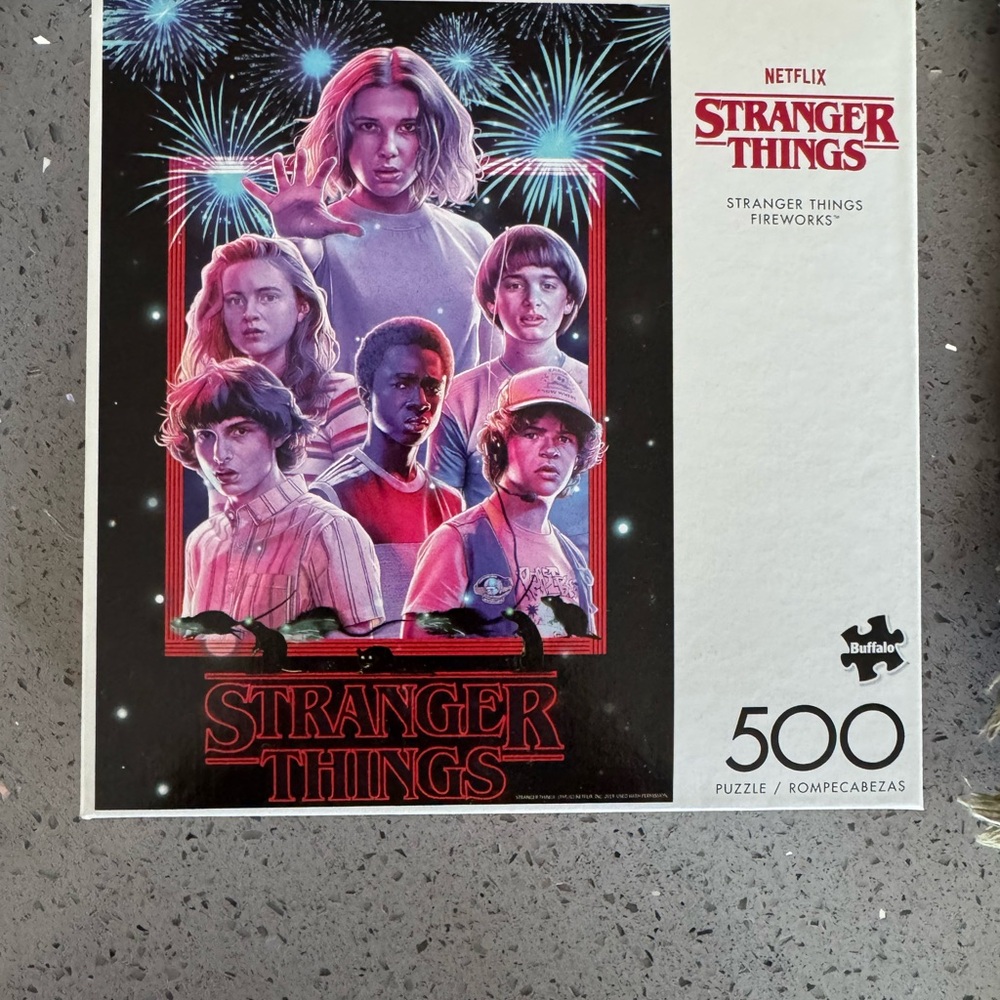 NETFLIX
STRANGER
THINGS
STRANGER THINGS
FIREWORKS™
Buffalo
500
PUZZLE / ROMPECABEZAS
STRANGER
THINGS